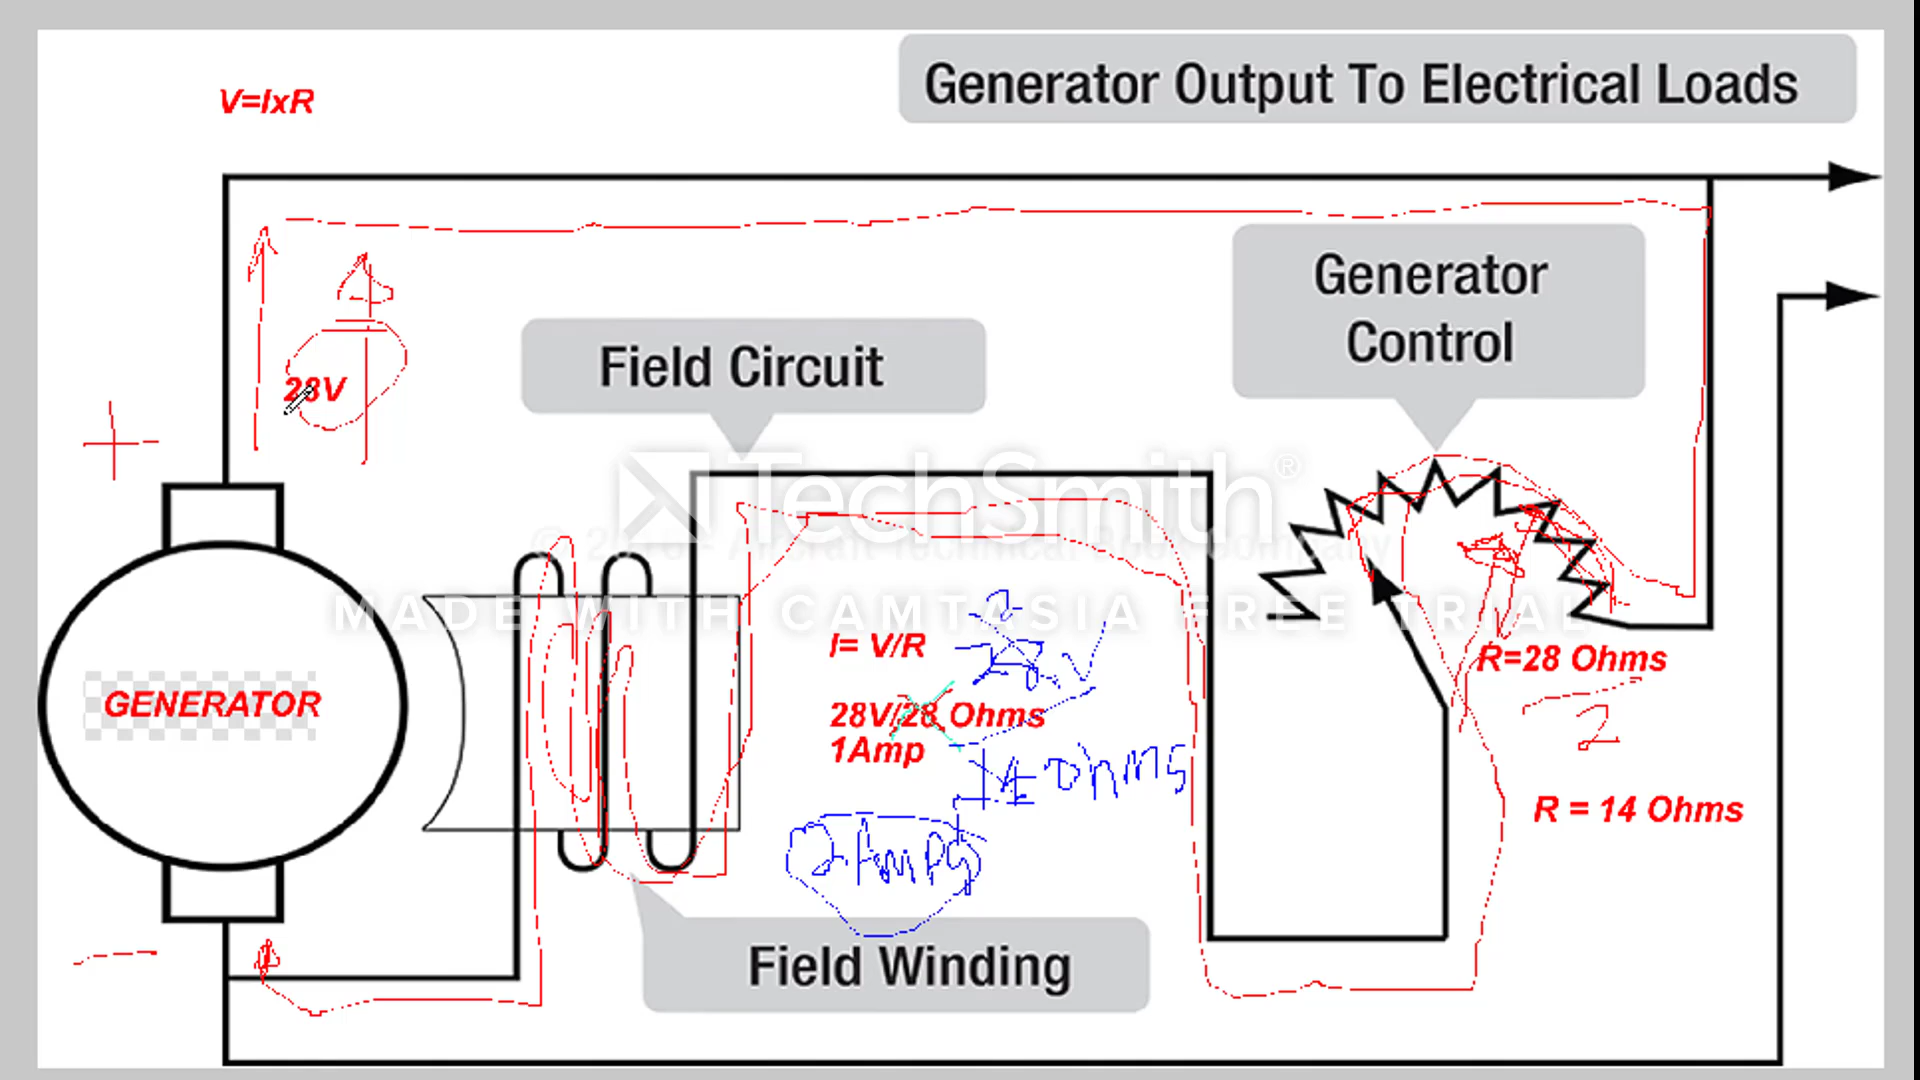 V=IxR
Generator Output To Electrical Loads
Generator
Control
Field Circuit
28V
TechSmith®
MADE WITH CAMTASIA FREE TRIAL
GENERATOR
I= V/R
28V/28 Ohms
1Amp
14 ohms
2 Amps
R=28 Ohms
2
R = 14 Ohms
Field Winding